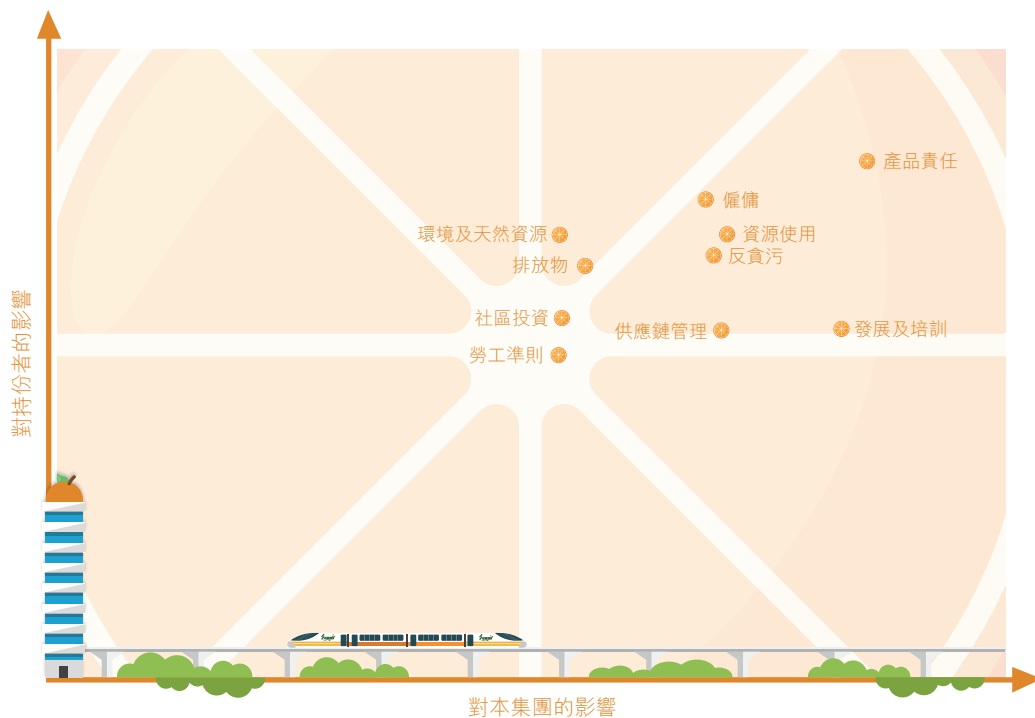 產品責任
僱傭
環境及天然資源
資源使用
反貪污
排放物
社區投資
供應鏈管理
發展及培訓
勞工準則
對持份者的影響
對本集團的影響